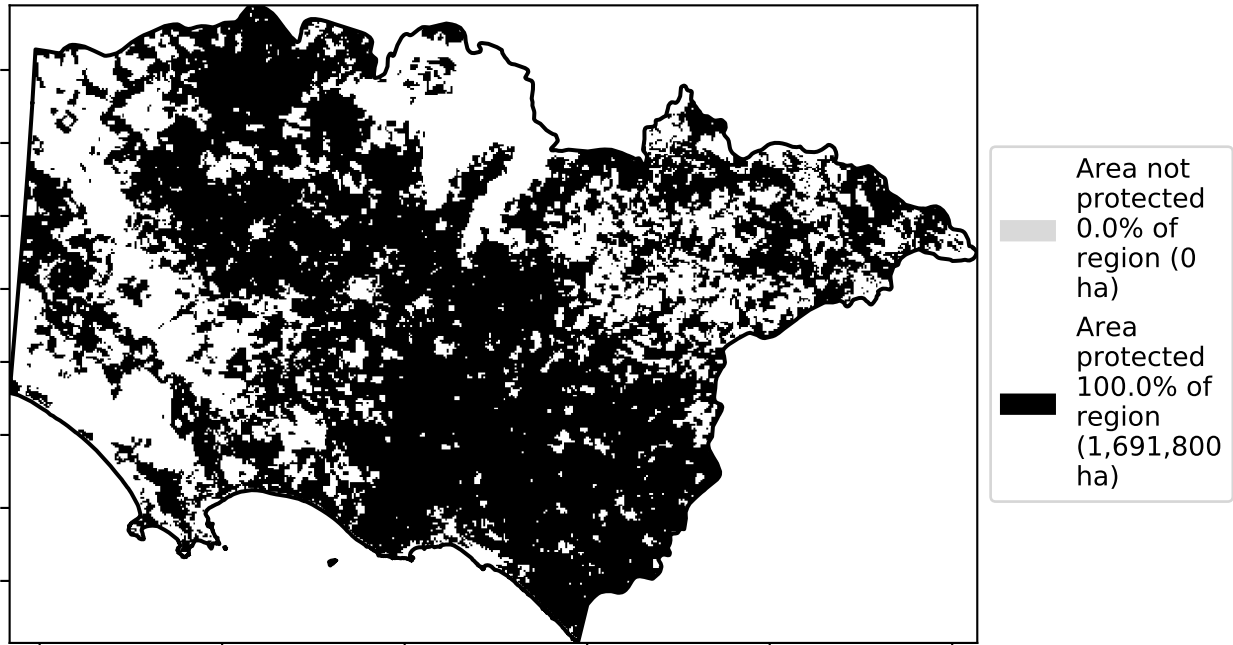 Area not
protected
0.0% of
region (0
ha)
Area
protected
100.0% of
region
(1,691,800
ha)